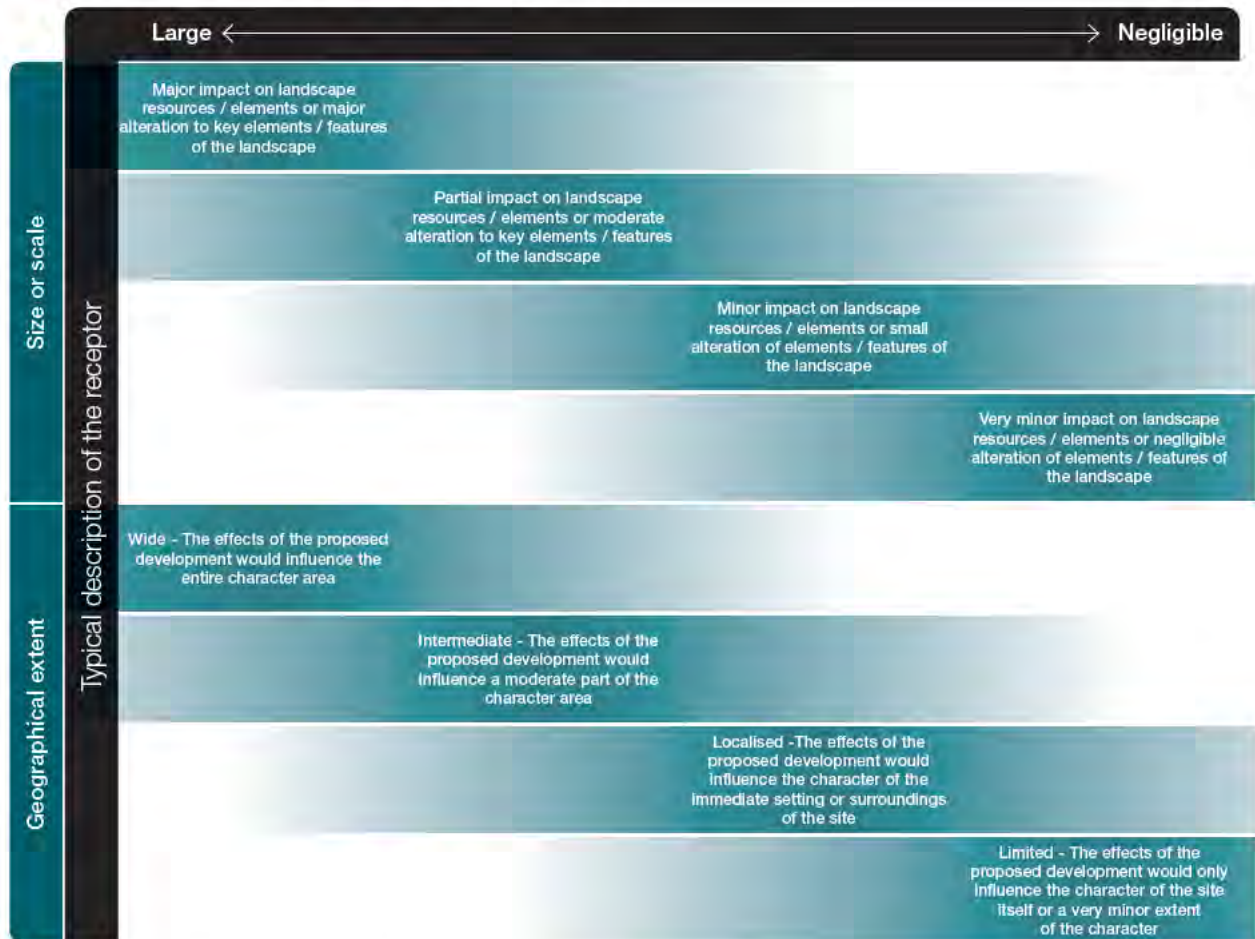 Large
Negligible
Size or scale
Typical description of the receptor
Major impact on landscape
resources / elements or major
alteration to key elements / features
of the landscape
Partial impact on landscape
resources / elements or moderate
alteration to key elements / features
of the landscape
Minor impact on landscape
resources / elements or small
alteration of elements / features of
the landscape
Very minor impact on landscape
resources / elements or negligible
alteration of elements / features of
the landscape
Geographical extent
Wide - The effects of the proposed
development would influence the
entire character area
Intermediate - The effects of the
proposed development would
influence a moderate part of the
character area
Localised -The effects of the
proposed development would
influence the character of the
immediate setting or surroundings
of the site
Limited - The effects of the
proposed development would only
influence the character of the site
itself or a very minor extent
of the character